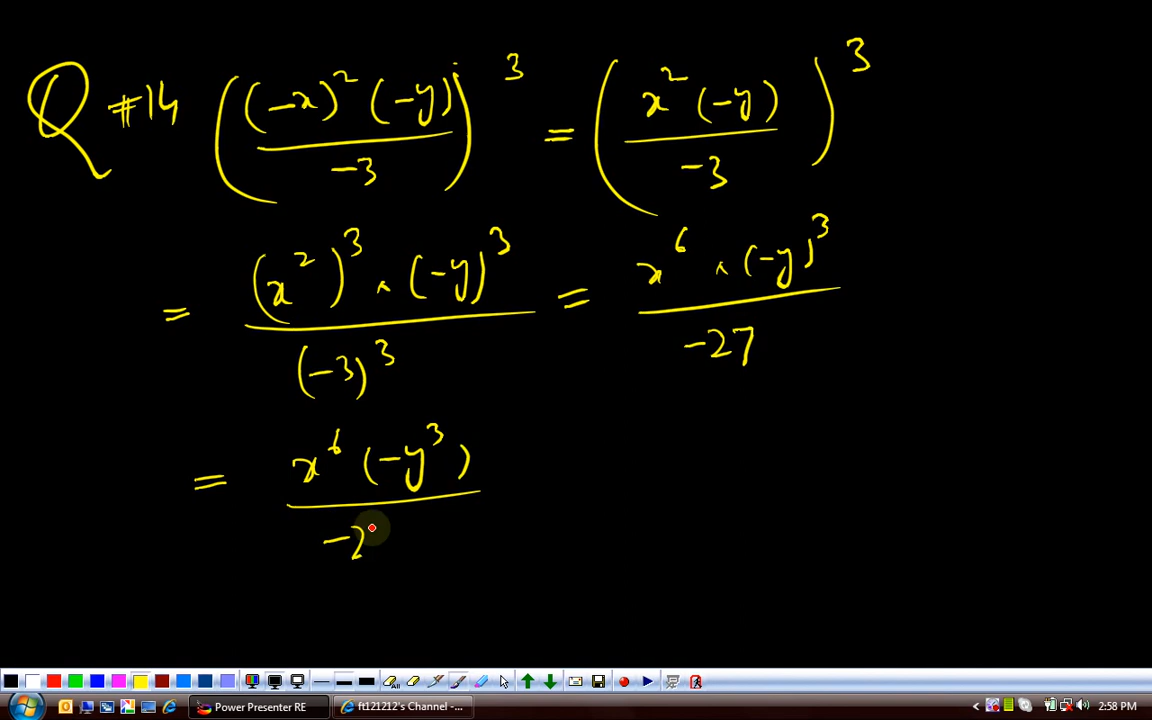 Q #14 (((-x)² (-y))/-3)³ = (x² (-y)/-3)³
= ((x²)³ × (-y)³)/(-3)³ = (x⁶ × (-y)³)/-27
= x⁶ (-y³)/-2
Power Presenter RE
ft121212's Channel -...
2:58 PM